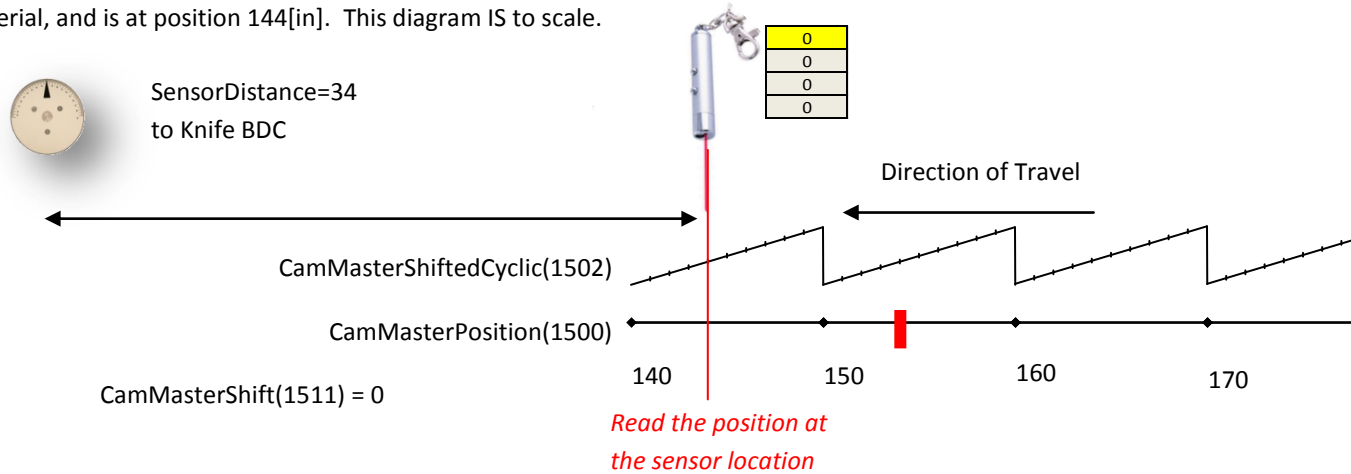 erial, and is at position 144[in].  This diagram IS to scale.
0
0
0
0
SensorDistance=34
to Knife BDC
Direction of Travel
CamMasterShiftedCyclic(1502)
CamMasterPosition(1500)
140
150
160
170
CamMasterShift(1511) = 0
Read the position at
the sensor location